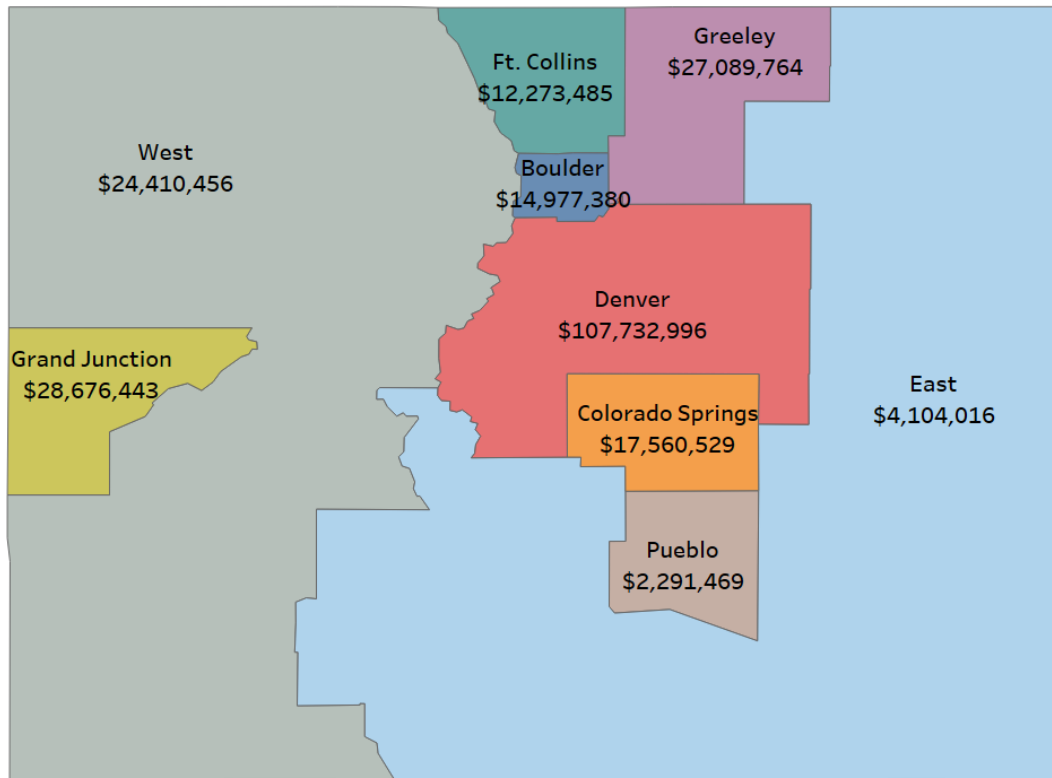 Greeley
$27,089,764
Ft. Collins
$12,273,485
West
$24,410,456
Boulder
$14,977,380
Denver
$107,732,996
Grand Junction
$28,676,443
East
$4,104,016
Colorado Springs
$17,560,529
Pueblo
$2,291,469